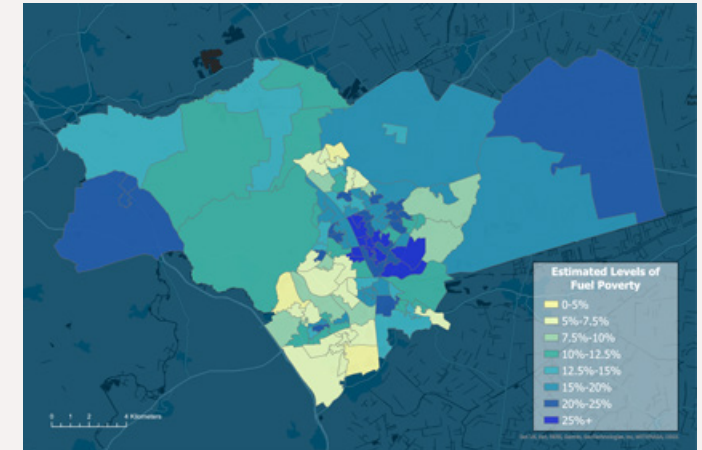 Estimated Levels of
Fuel Poverty
0-5%
5%-7.5%
7.5%-10%
10%-12.5%
12.5%-15%
15%-20%
20%-25%
25%+
0 1 2 4 Kilometers